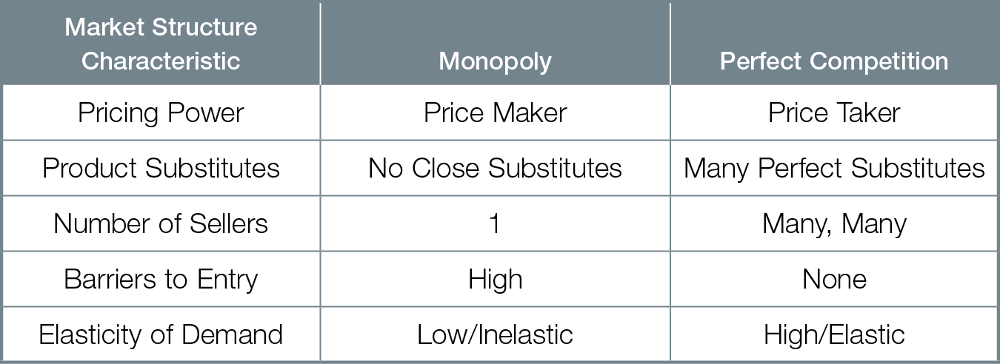 Market Structure
Characteristic
Monopoly
Perfect Competition
Pricing Power
Price Maker
Price Taker
Product Substitutes
No Close Substitutes
Many Perfect Substitutes
Number of Sellers
1
Many, Many
Barriers to Entry
High
None
Elasticity of Demand
Low/Inelastic
High/Elastic